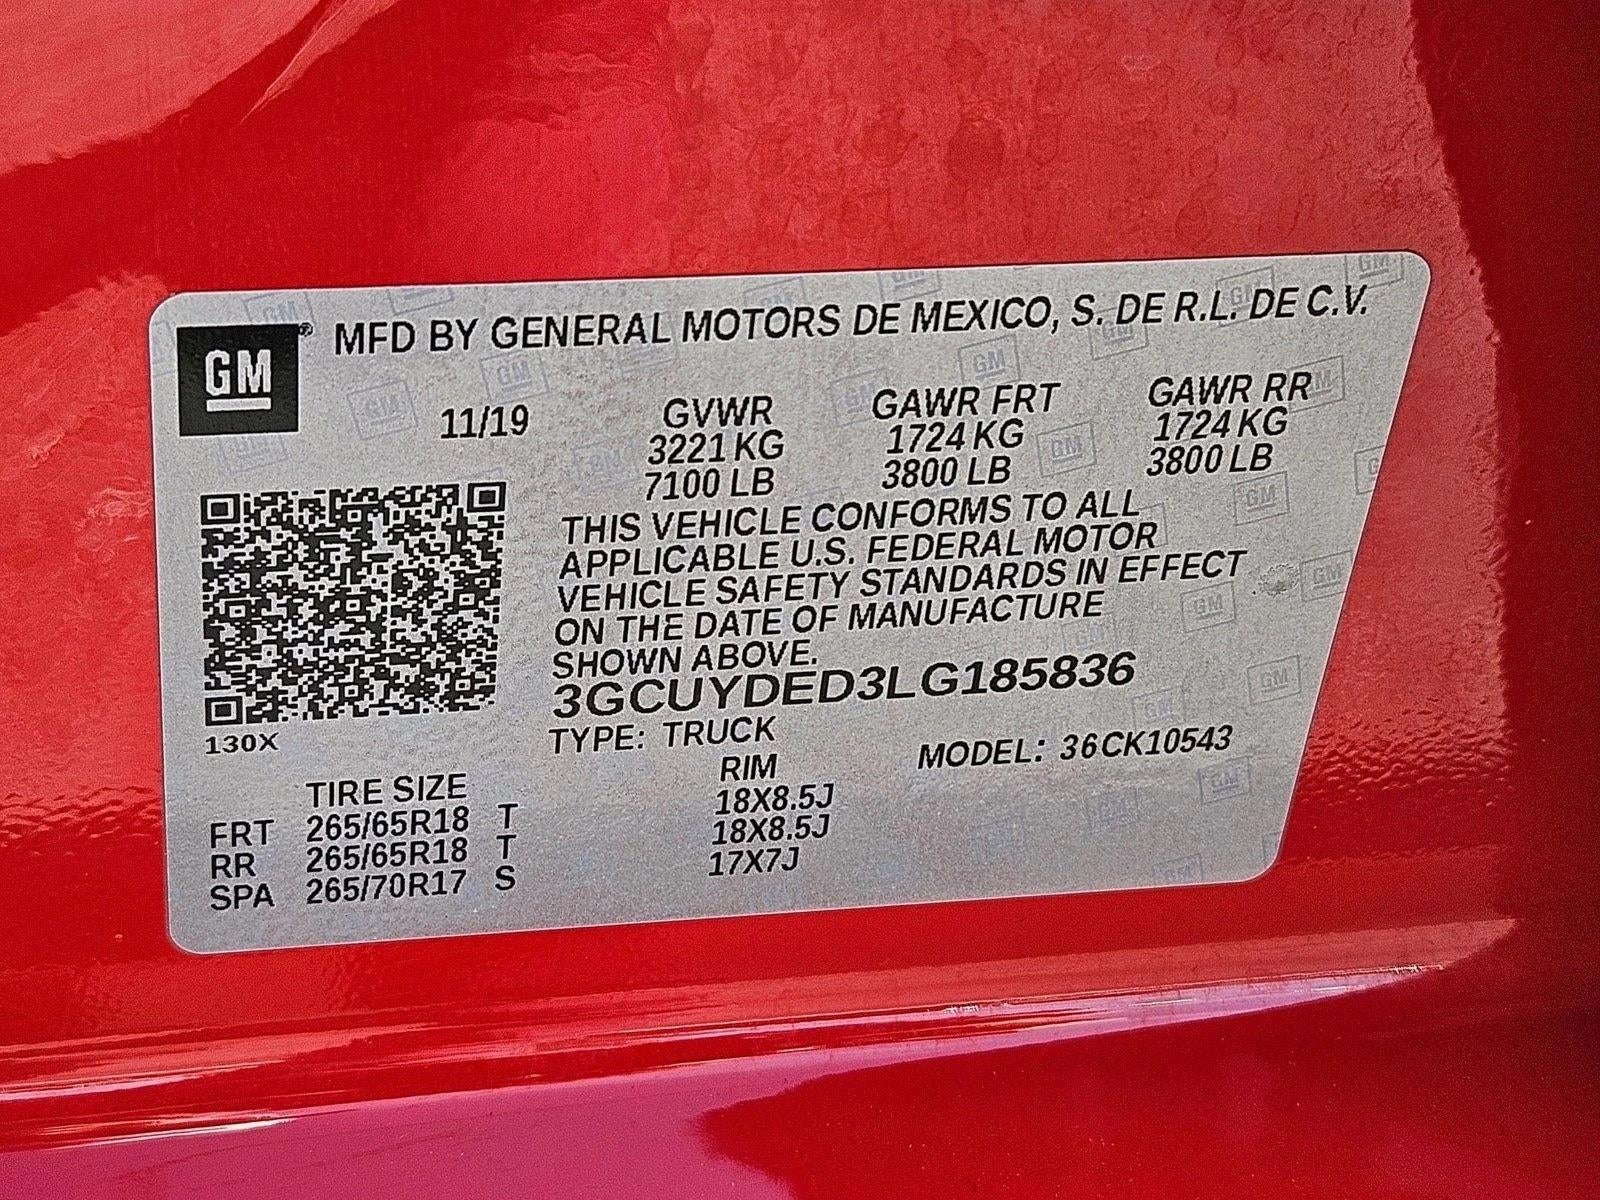 GM® MFD BY GENERAL MOTORS DE MEXICO, S. DE R.L. DE C.V.
11/19 GVWR GAWR FRT GAWR RR
3221 KG 1724 KG 1724 KG
7100 LB 3800 LB 3800 LB
THIS VEHICLE CONFORMS TO ALL
APPLICABLE U.S. FEDERAL MOTOR
VEHICLE SAFETY STANDARDS IN EFFECT
ON THE DATE OF MANUFACTURE
SHOWN ABOVE.
3GCUYDED3LG185836
130X
TYPE: TRUCK MODEL: 36CK10543
TIRE SIZE RIM
FRT 265/65R18 T 18X8.5J
RR 265/65R18 T 18X8.5J
SPA 265/70R17 S 17X7J